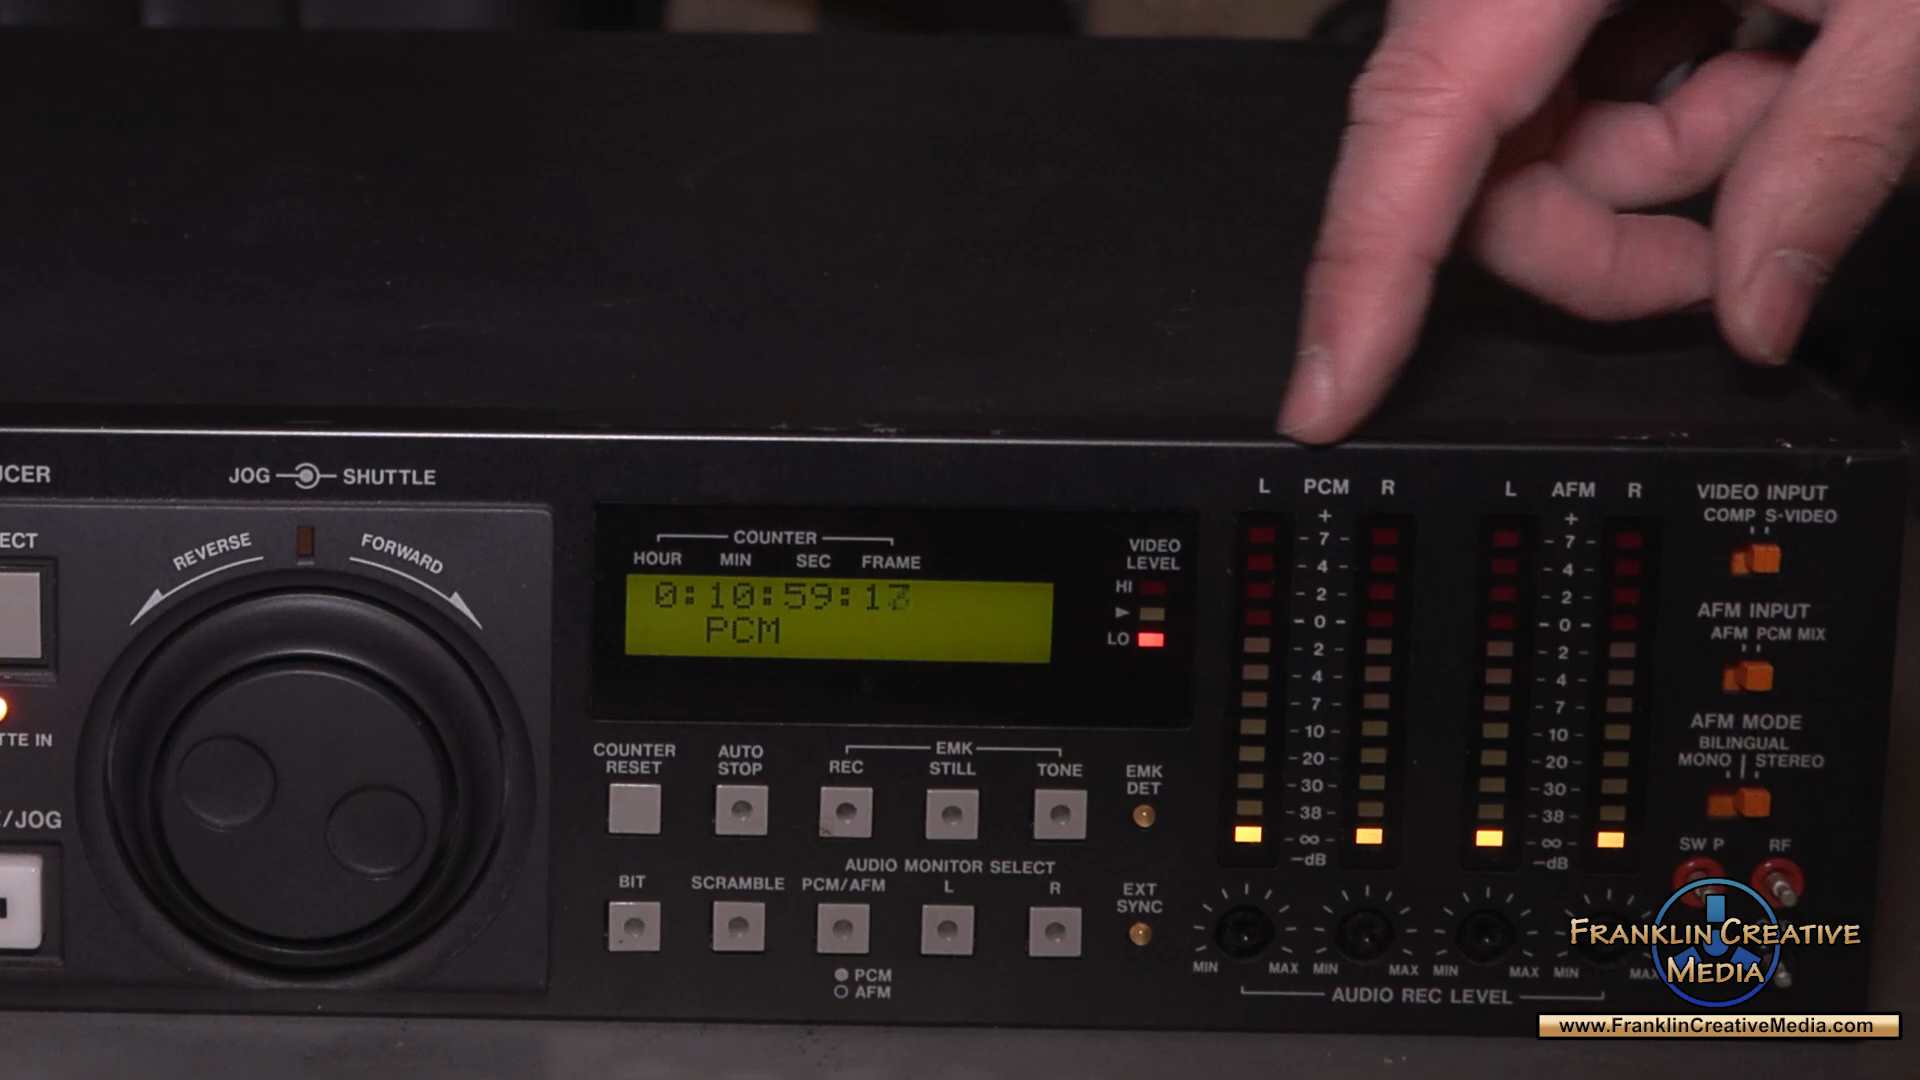 UCER
JOG SHUTTLE
REVERSE
FORWARD
ECT
TTE IN
/JOG
COUNTER
HOUR MIN SEC FRAME
0:10:59:1
PCM
VIDEO
LEVEL
HI
LO
COUNTER
RESET
AUTO
STOP
EMK
REC STILL TONE
EMK
DET
AUDIO MONITOR SELECT
BIT SCRAMBLE PCM/AFM L R
EXT
SYNC
PCM
AFM
L PCM R
+
- 7 -
- 4 -
- 2 -
- 0 -
- 2 -
- 4 -
- 7 -
- 10 -
- 20 -
- 30 -
- 38 -
- ∞ -
-dB
L AFM R
+
- 7 -
- 4 -
- 2 -
- 0 -
- 2 -
- 4 -
- 7 -
- 10 -
- 20 -
- 30 -
- 38 -
- ∞ -
-dB
MIN MAX MIN MAX MIN MAX MIN MAX
AUDIO REC LEVEL
VIDEO INPUT
COMP S-VIDEO
AFM INPUT
AFM PCM MIX
AFM MODE
BILINGUAL
MONO STEREO
SW P RF
FRANKLIN CREATIVE
MEDIA
www.FranklinCreativeMedia.com